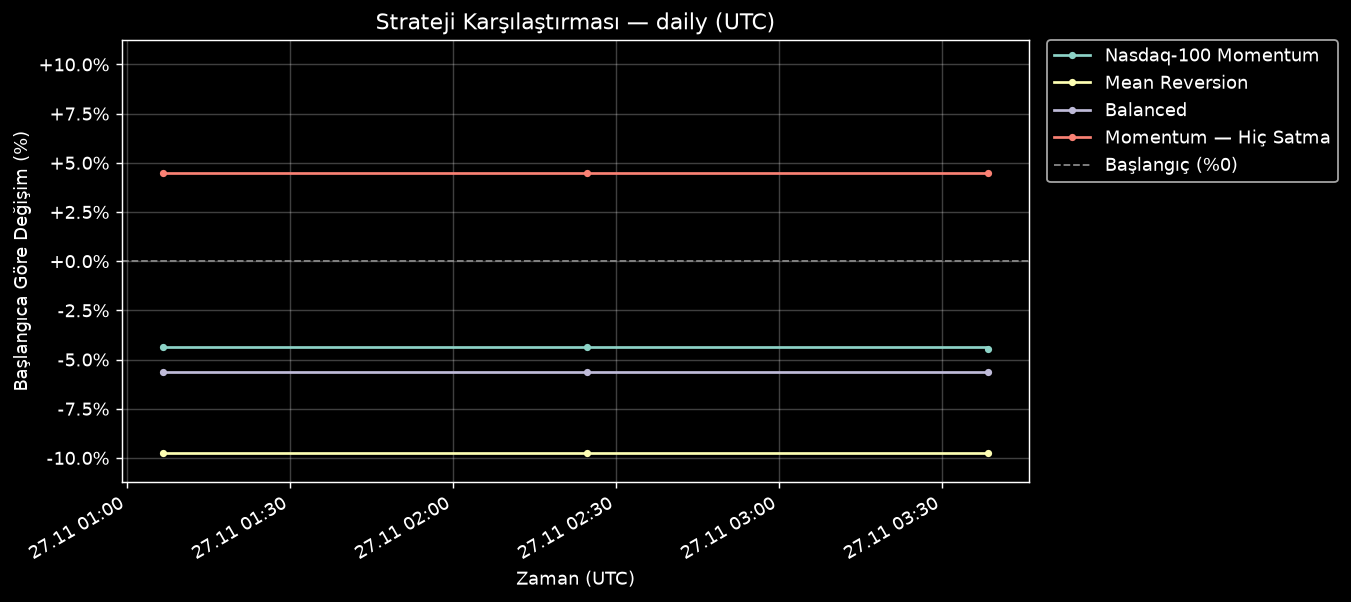 Strateji Karşılaştırması — daily (UTC)
Başlangıca Göre Değişim (%)
+10.0%
+7.5%
+5.0%
+2.5%
+0.0%
-2.5%
-5.0%
-7.5%
-10.0%
27.11 01:00
27.11 01:30
27.11 02:00
27.11 02:30
27.11 03:00
27.11 03:30
Zaman (UTC)
Nasdaq-100 Momentum
Mean Reversion
Balanced
Momentum — Hiç Satma
Başlangıç (%0)